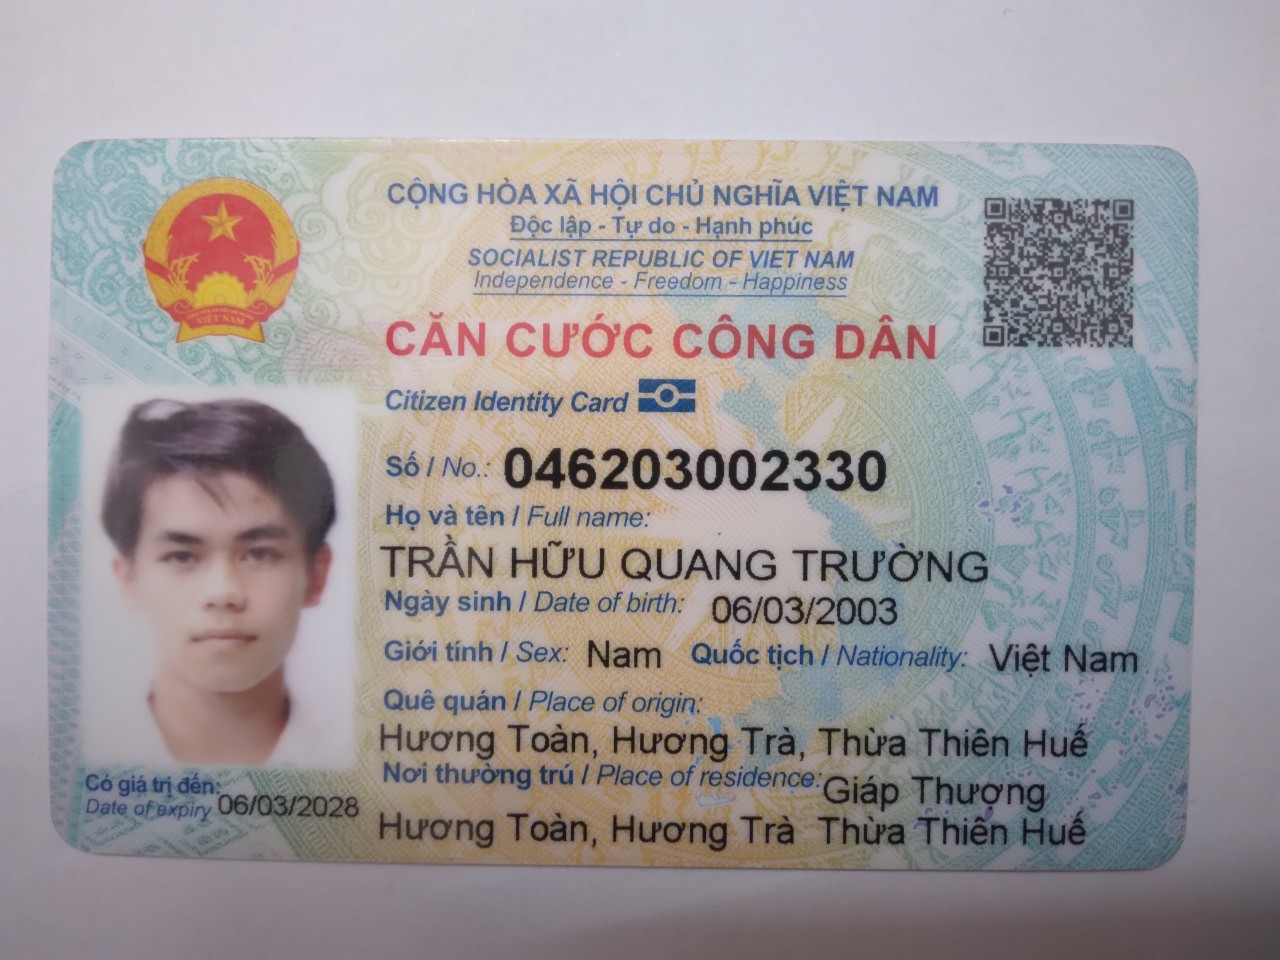 CỘNG HÒA XÃ HỘI CHỦ NGHĨA VIỆT NAM
Độc lập - Tự do - Hạnh phúc
SOCIALIST REPUBLIC OF VIET NAM
Independence - Freedom - Happiness
CĂN CƯỚC CÔNG DÂN
Citizen Identity Card
Số / No.: 046203002330
Họ và tên / Full name:
TRẦN HỮU QUANG TRƯỜNG
Ngày sinh / Date of birth: 06/03/2003
Giới tính / Sex: Nam Quốc tịch / Nationality: Việt Nam
Quê quán / Place of origin:
Hương Toàn, Hương Trà, Thừa Thiên Huế
Nơi thường trú / Place of residence: Giáp Thượng
Hương Toàn, Hương Trà Thừa Thiên Huế
Có giá trị đến:
Date of expiry 06/03/2028
VIỆT NAM